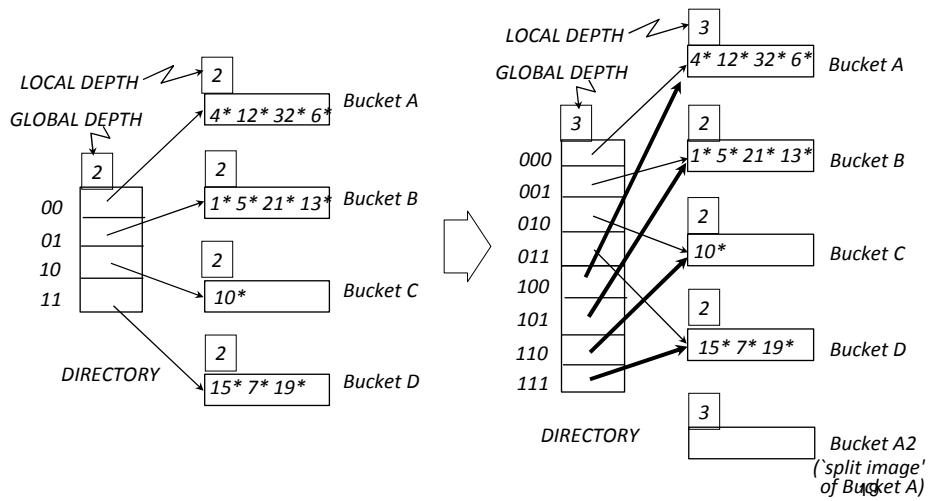 LOCAL DEPTH
2
4* 12* 32* 6*
Bucket A
GLOBAL DEPTH
2
2
1* 5* 21* 13*
Bucket B
00
01
10
11
2
10*
Bucket C
2
15* 7* 19*
Bucket D
DIRECTORY
3
LOCAL DEPTH
4* 12* 32* 6*
Bucket A
GLOBAL DEPTH
3
2
1* 5* 21* 13*
Bucket B
000
001
010
011
100
101
110
111
2
10*
Bucket C
2
15* 7* 19*
Bucket D
3
DIRECTORY
Bucket A2
(`split image'
of Bucket A)